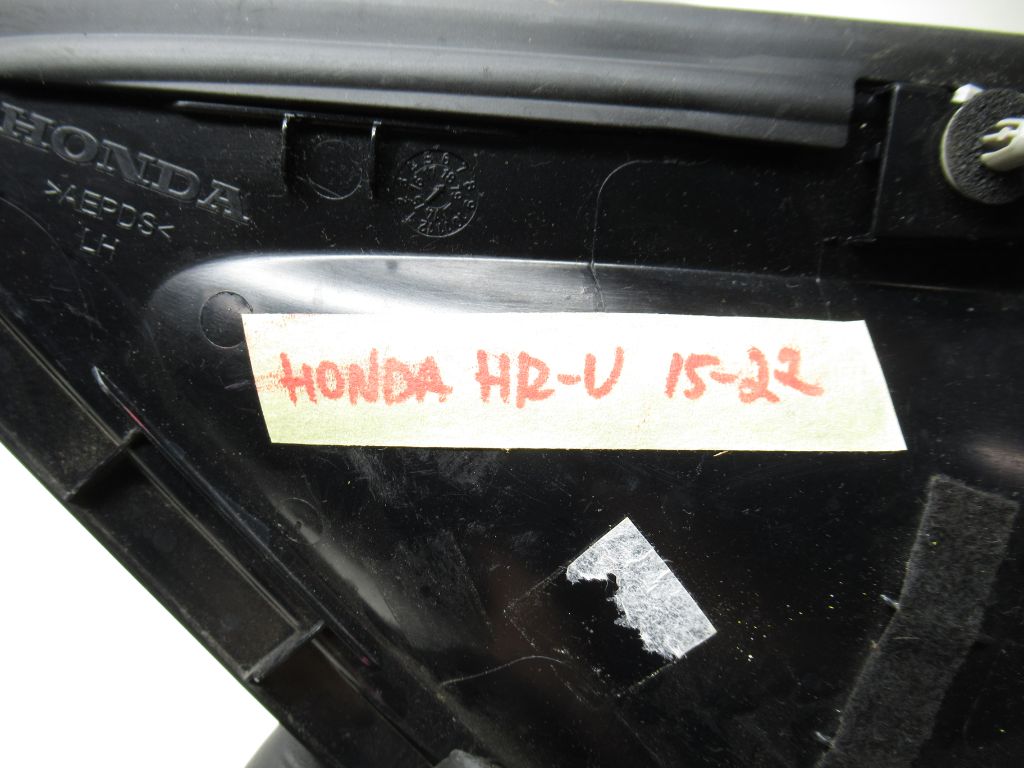 HONDA
>AEPDS<
LH
HONDA HR-V 15-22